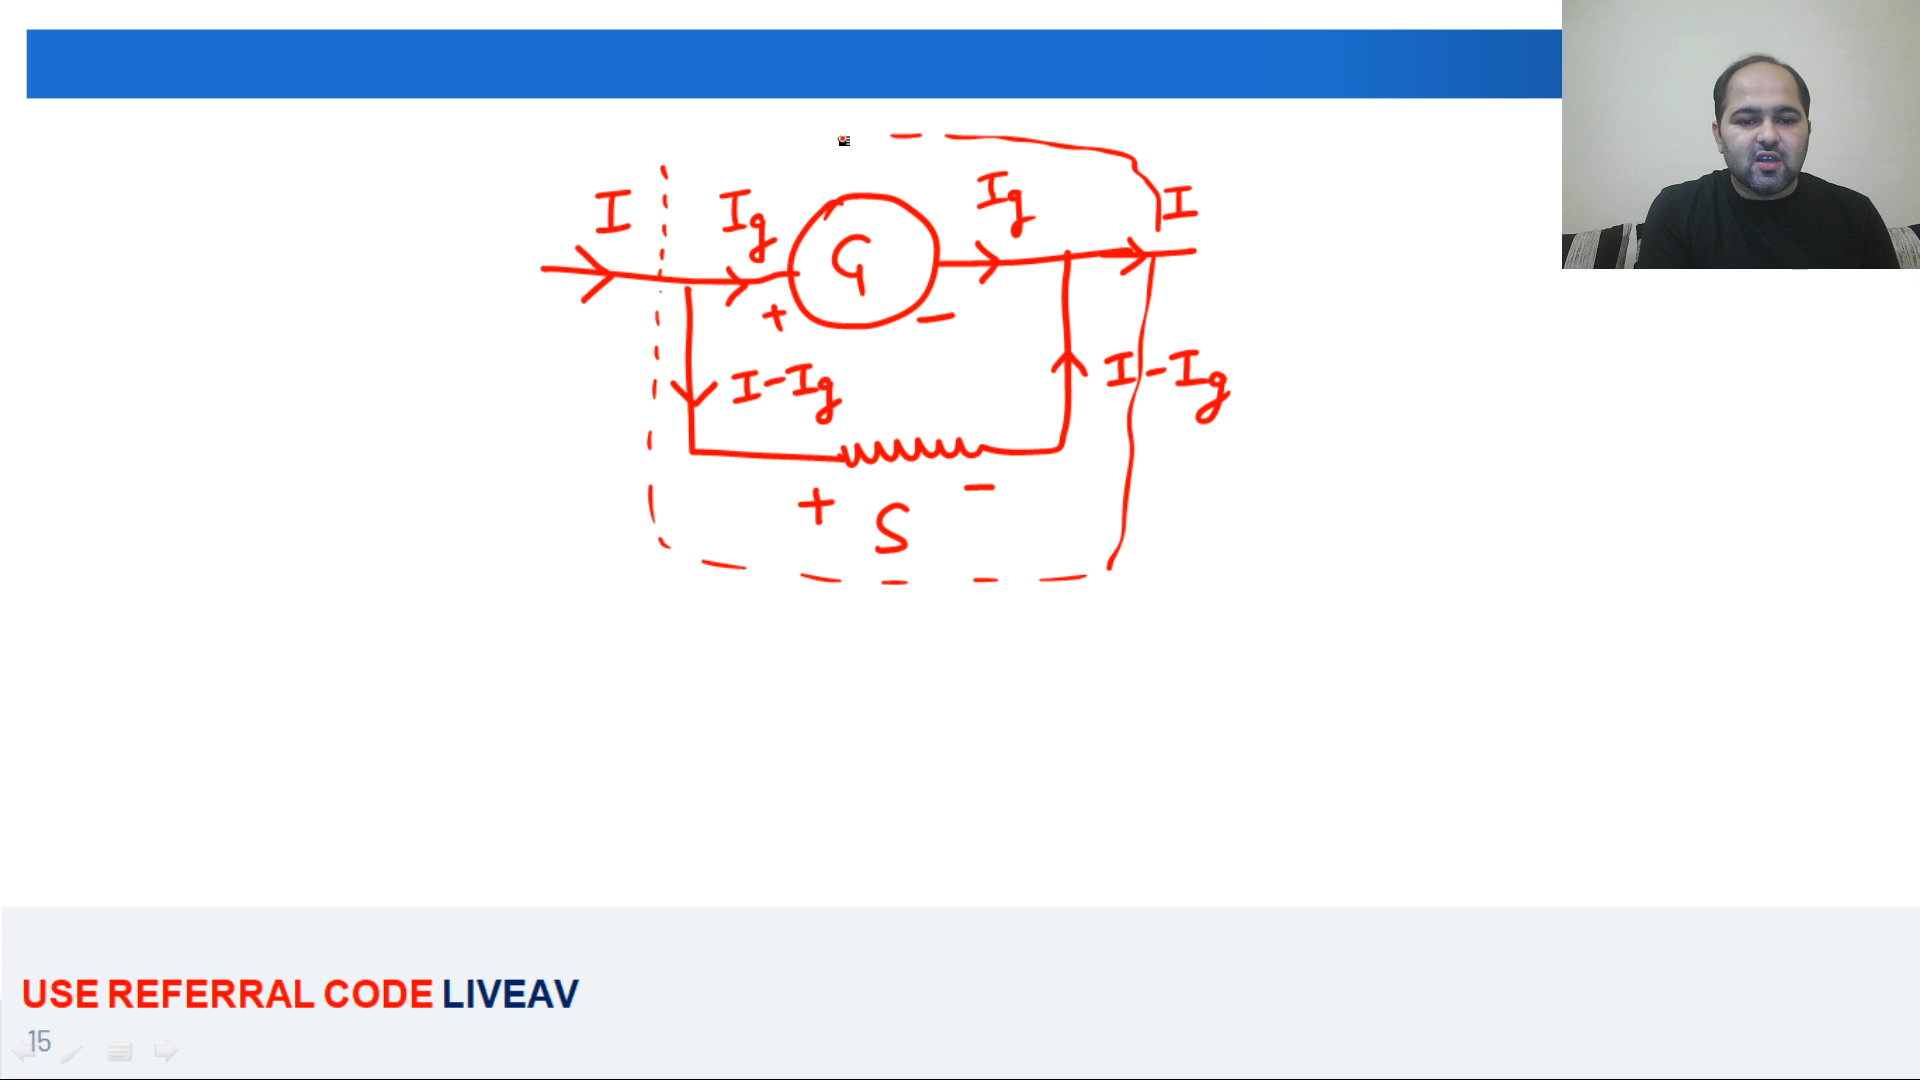 I
Ig
G
Ig
I
+
-
I-Ig
I-Ig
+
-
S
USE REFERRAL CODE LIVEAV
15